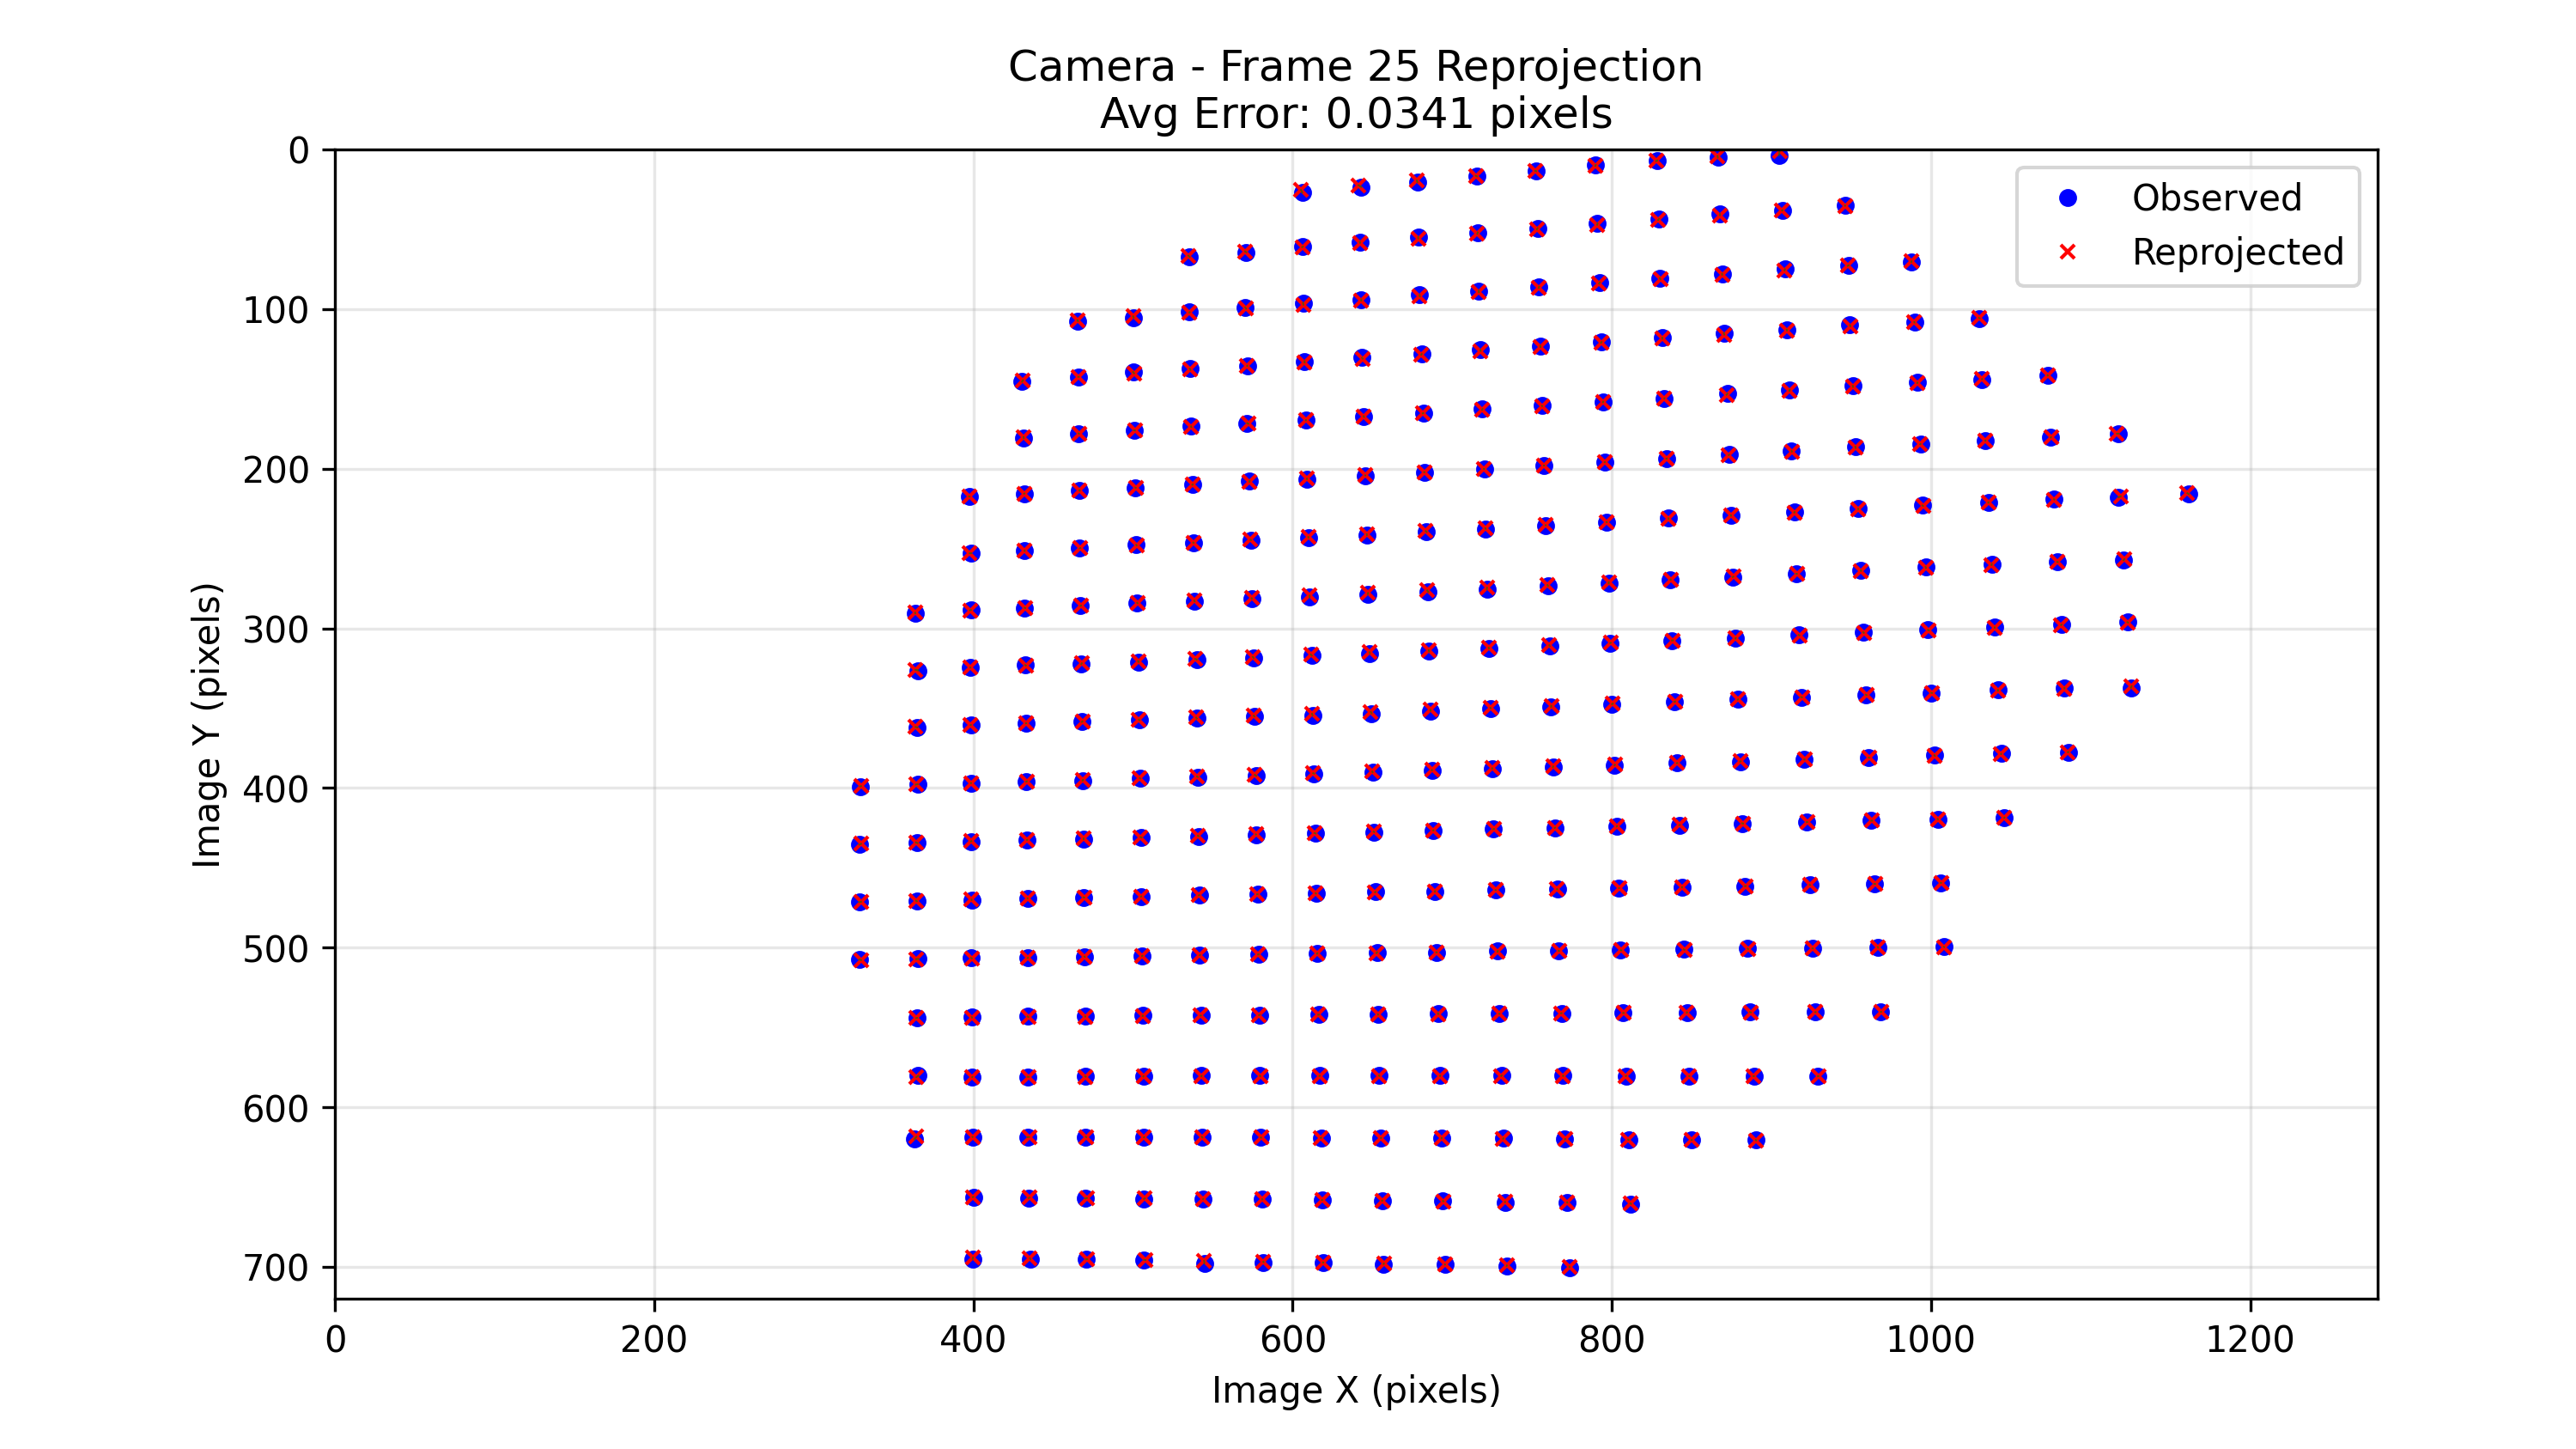 Camera - Frame 25 Reprojection
Avg Error: 0.0341 pixels
Observed
Reprojected
0
100
200
300
400
500
600
700
Image Y (pixels)
0
200
400
600
800
1000
1200
Image X (pixels)